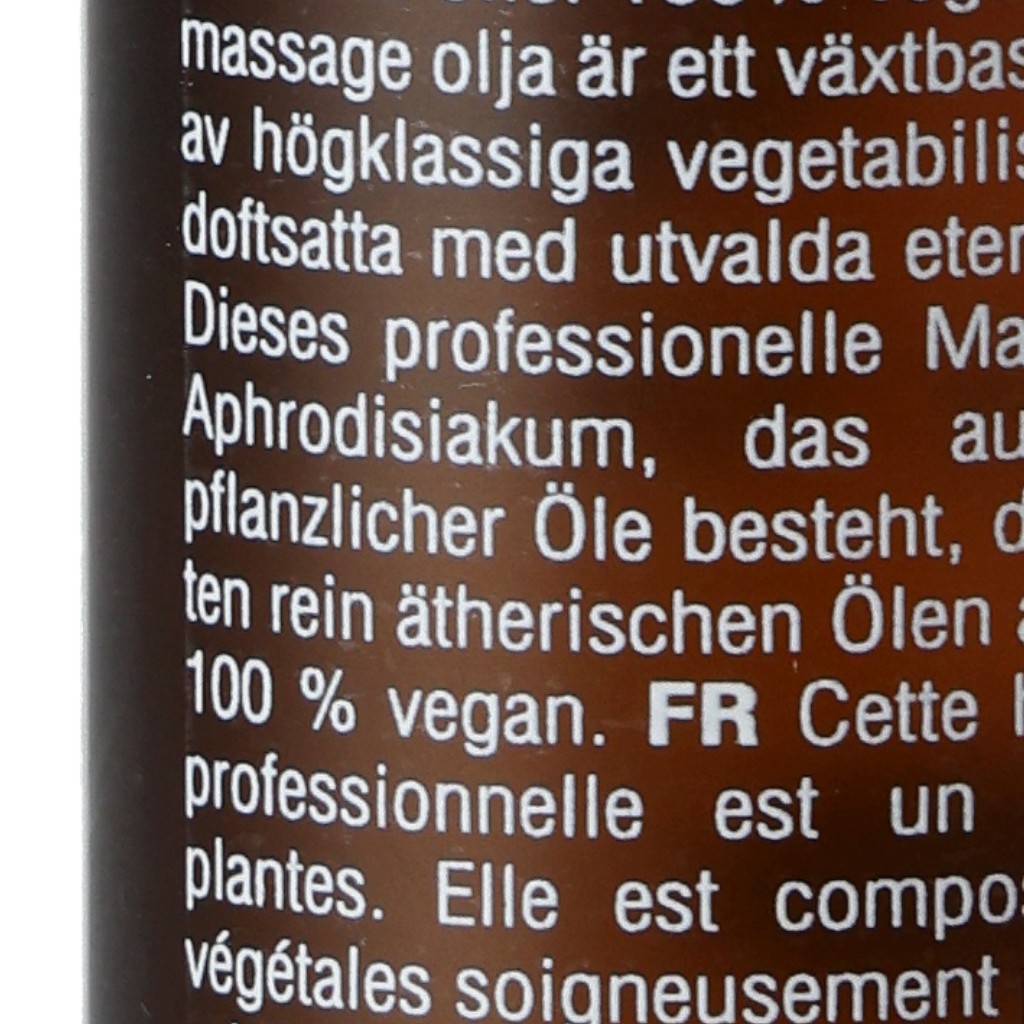 massage olja är ett växtbas
av högklassiga vegetabilis
doftsatta med utvalda eter
Dieses professionelle Ma
Aphrodisiakum, das au
pflanzlicher Öle besteht, d
ten rein ätherischen Ölen
100 % vegan. FR Cette
professionnelle est un
plantes. Elle est compos
végétales soigneusement